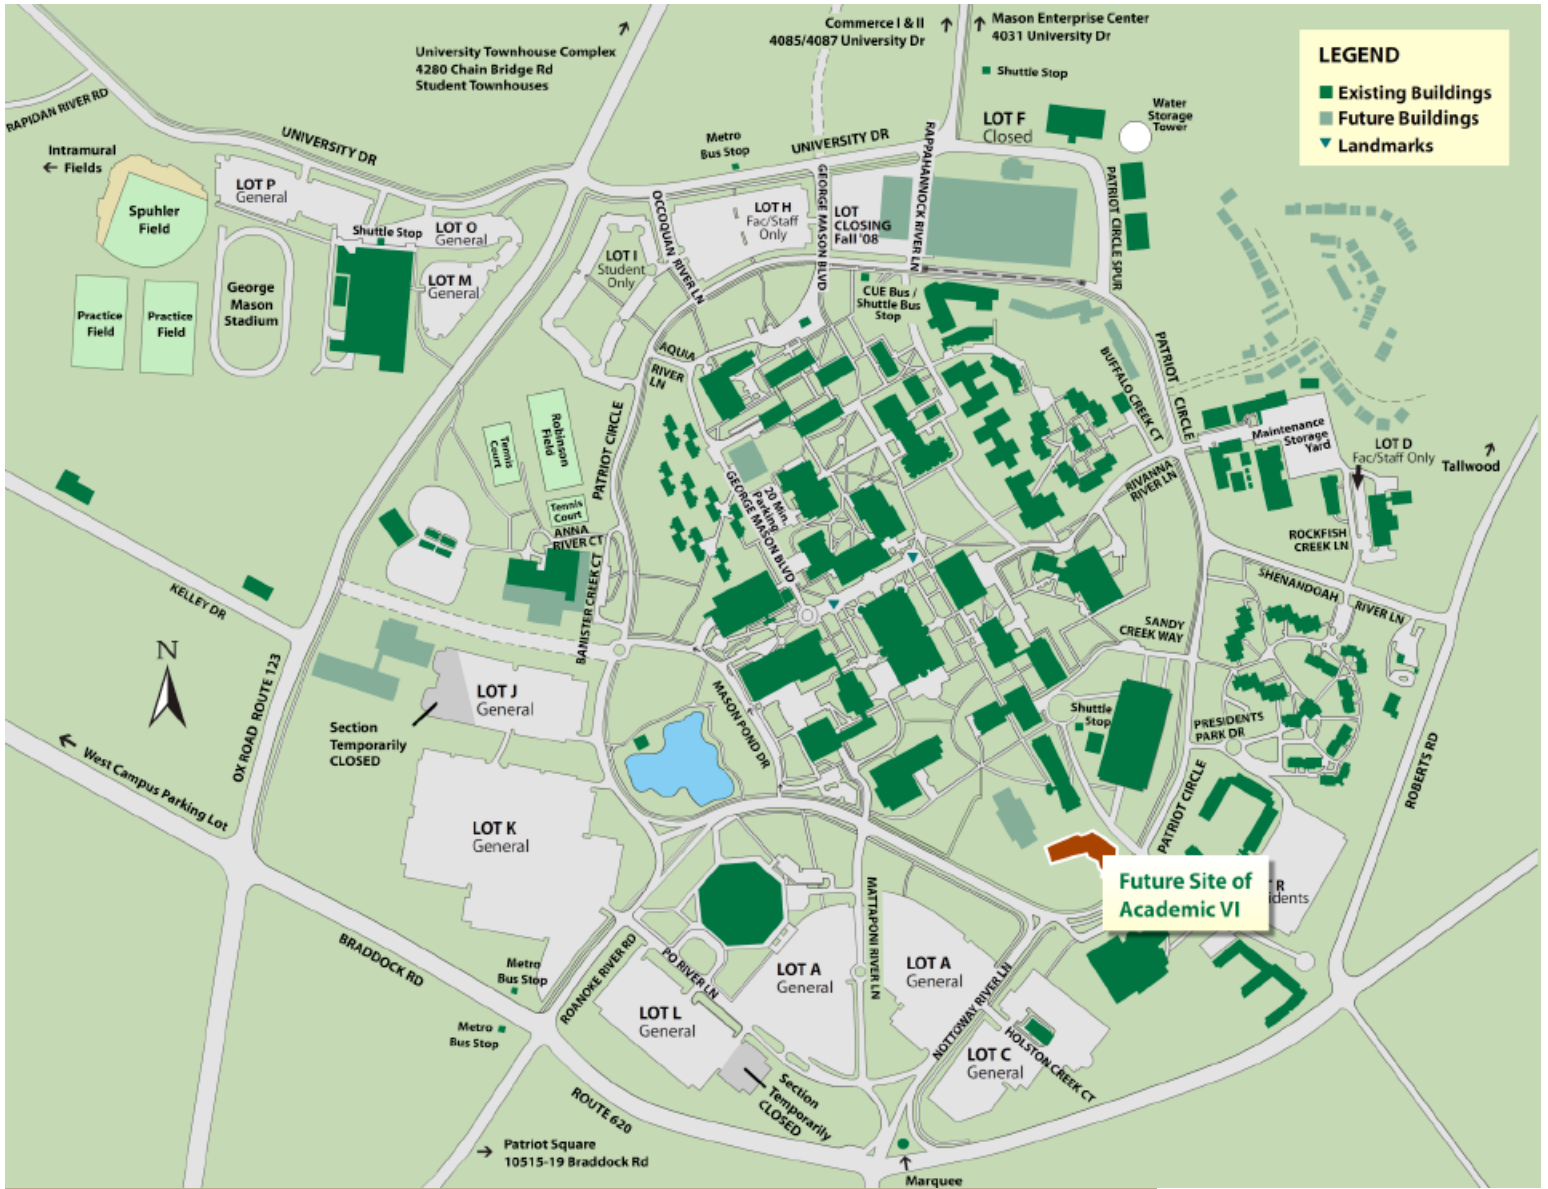 Commerce I & II
4085/4087 University Dr
Mason Enterprise Center
4031 University Dr
University Townhouse Complex
4280 Chain Bridge Rd
Student Townhouses
Shuttle Stop
LEGEND
Existing Buildings
Future Buildings
Landmarks
RAPIDAN RIVER RD
UNIVERSITY DR
Intramural
Fields
Metro
Bus Stop
UNIVERSITY DR
RAPPAHANNOCK RIVER LN
LOT F
Closed
Water
Storage
Tower
LOT P
General
Spuhler
Field
Shuttle Stop
LOT O
General
LOT M
General
OCCOQUAN RIVER LN
LOT H
Fac/Staff
Only
GEORGE MASON BLVD
LOT
CLOSING
Fall '08
PATRIOT CIRCLE SPUR
LOT I
Student
Only
George
Mason
Stadium
Practice
Field
Practice
Field
CUE Bus /
Shuttle Bus
Stop
AQUIA
RIVER
LN
PATRIOT CIRCLE
BUFFALO CREEK CT
Robinson
Field
Tennis
Court
PATRIOT CIRCLE
Tennis
Court
ANNA
RIVER CT
GEORGE MASON BLVD
20 Min.
Parking
RIVANNA
RIVER LN
Maintenance
Storage
Yard
LOT D
Fac/Staff Only
Tallwood
ROCKFISH
CREEK LN
SHENANDOAH
RIVER LN
KELLEY DR
BANISTER CREEK CT
SANDY
CREEK WAY
N
OX ROAD ROUTE 123
LOT J
General
Section
Temporarily
CLOSED
MASON POND DR
Shuttle
Stop
PRESIDENTS
PARK DR
ROBERTS RD
West Campus Parking Lot
LOT K
General
PATRIOT CIRCLE
Future Site of
Academic VI
R
idents
BRADDOCK RD
Metro
Bus Stop
Metro
Bus Stop
ROANOKE RIVER RD
PO RIVER LN
LOT L
General
LOT A
General
MATTAPONI RIVER LN
LOT A
General
NOTTOWAY RIVER LN
LOT C
General
HOLSTON CREEK CT
Section
Temporarily
CLOSED
ROUTE 620
Patriot Square
10515-19 Braddock Rd
Marquee